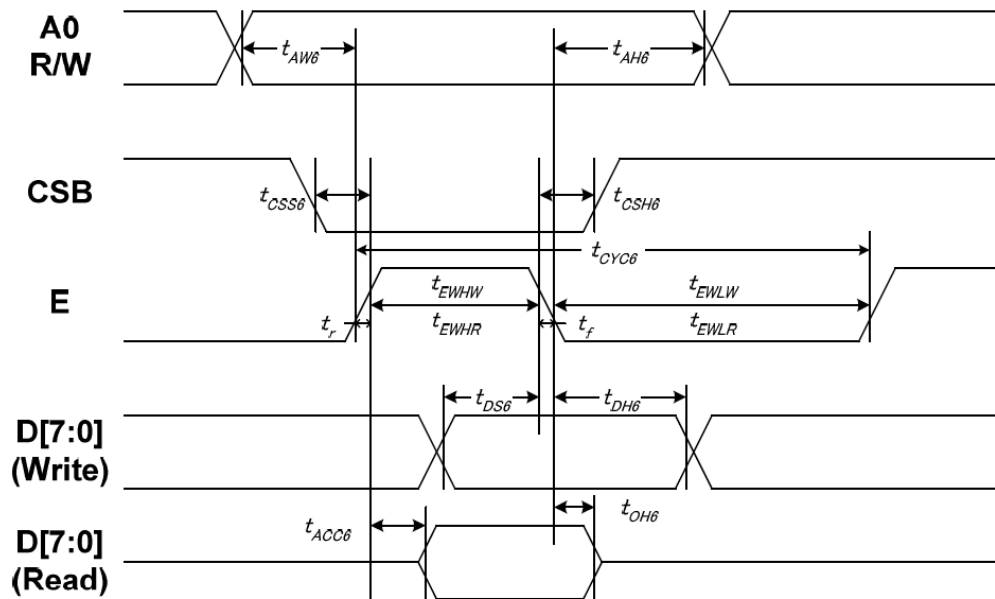 A0
R/W
tAW6
tAH6
CSB
tCSS6
tCSH6
tCYC6
E
tEWHW
tEWLW
tr
tEWHR
tf
tEWLR
D[7:0]
(Write)
tDS6
tDH6
D[7:0]
(Read)
tACC6
tOH6